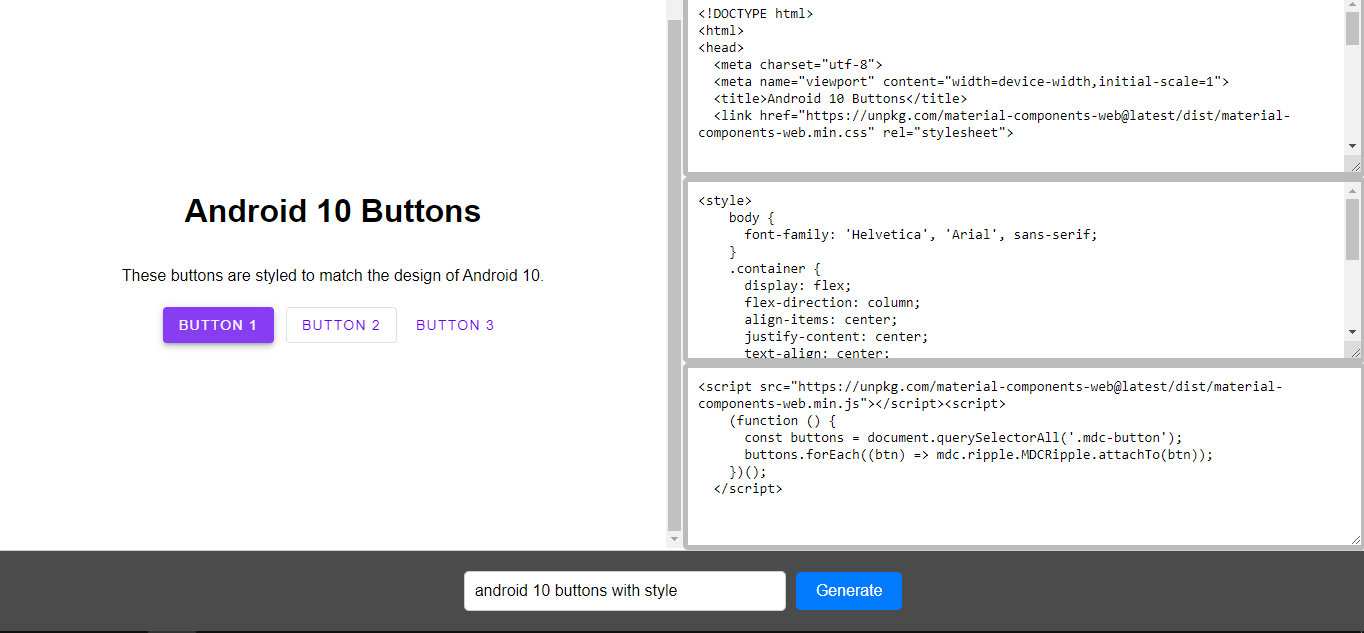 Android 10 Buttons
These buttons are styled to match the design of Android 10.
BUTTON 1 BUTTON 2 BUTTON 3
<!DOCTYPE html>
<html>
<head>
  <meta charset="utf-8">
  <meta name="viewport" content="width=device-width,initial-scale=1">
  <title>Android 10 Buttons</title>
  <link href="https://unpkg.com/material-components-web@latest/dist/material-
components-web.min.css" rel="stylesheet">
<style>
    body {
      font-family: 'Helvetica', 'Arial', sans-serif;
    }
    .container {
      display: flex;
      flex-direction: column;
      align-items: center;
      justify-content: center;
      text-align: center;
<script src="https://unpkg.com/material-components-web@latest/dist/material-
components-web.min.js"></script><script>
    (function () {
      const buttons = document.querySelectorAll('.mdc-button');
      buttons.forEach((btn) => mdc.ripple.MDCRipple.attachTo(btn));
    })();
  </script>
android 10 buttons with style Generate